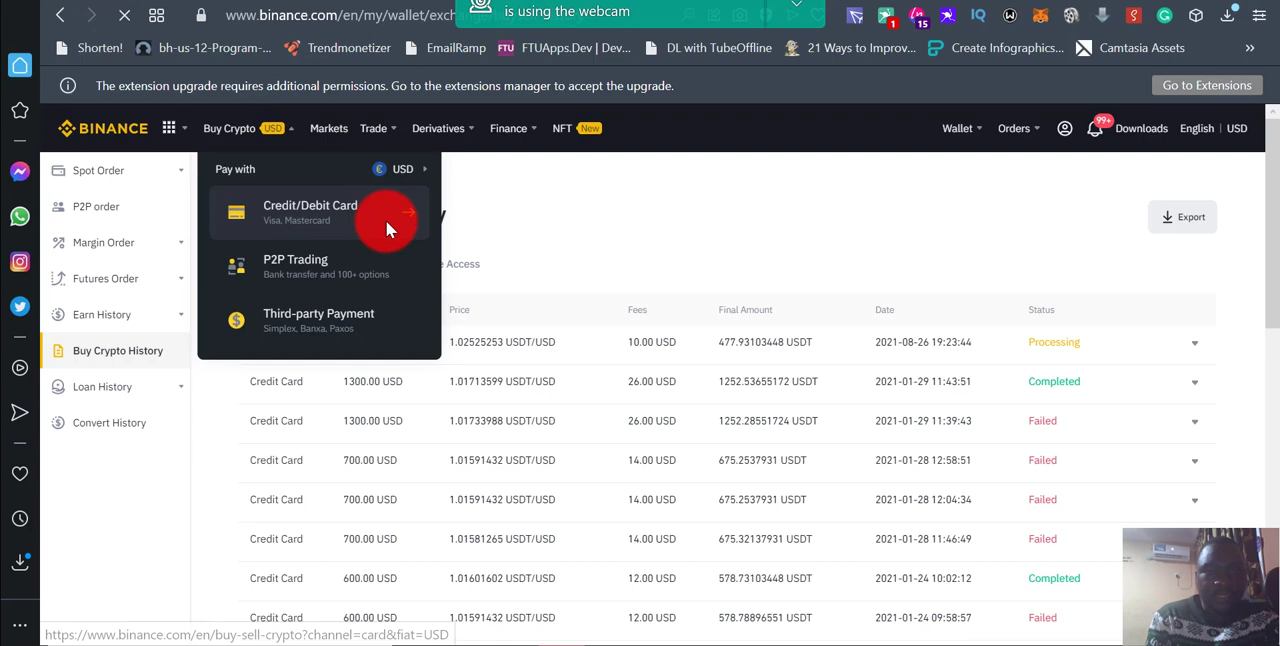 www.binance.com/en/my/wallet/exc
is using the webcam
1
15
IQ
Shorten!
bh-us-12-Program-...
Trendmonetizer
EmailRamp
FTU FTUApps.Dev | Dev...
DL with TubeOffline
21 Ways to Improv...
Create Infographics...
Camtasia Assets
The extension upgrade requires additional permissions. Go to the extensions manager to accept the upgrade.
Go to Extensions
BINANCE
Buy Crypto USD
Markets
Trade
Derivatives
Finance
NFT New
Wallet
Orders
99+
Downloads
English | USD
Spot Order
P2P order
Margin Order
Futures Order
Earn History
Buy Crypto History
Loan History
Convert History
Pay with
USD
Credit/Debit Card
Visa, Mastercard
P2P Trading
Bank transfer and 100+ options
Third-party Payment
Simplex, Banxa, Paxos
y
Export
e Access
Price Fees Final Amount Date Status
1.02525253 USDT/USD 10.00 USD 477.93103448 USDT 2021-08-26 19:23:44 Processing
Credit Card 1300.00 USD 1.01713599 USDT/USD 26.00 USD 1252.53655172 USDT 2021-01-29 11:43:51 Completed
Credit Card 1300.00 USD 1.01733988 USDT/USD 26.00 USD 1252.28551724 USDT 2021-01-29 11:39:43 Failed
Credit Card 700.00 USD 1.01591432 USDT/USD 14.00 USD 675.2537931 USDT 2021-01-28 12:58:51 Failed
Credit Card 700.00 USD 1.01591432 USDT/USD 14.00 USD 675.2537931 USDT 2021-01-28 12:04:34 Failed
Credit Card 700.00 USD 1.01581265 USDT/USD 14.00 USD 675.32137931 USDT 2021-01-28 11:46:49 Failed
Credit Card 600.00 USD 1.01601602 USDT/USD 12.00 USD 578.73103448 USDT 2021-01-24 10:02:12 Completed
Credit Card 600.00 USD 1.01591432 USDT/USD 12.00 USD 578.78896551 USDT 2021-01-24 09:58:57 Failed
https://www.binance.com/en/buy-sell-crypto?channel=card&fiat=USD